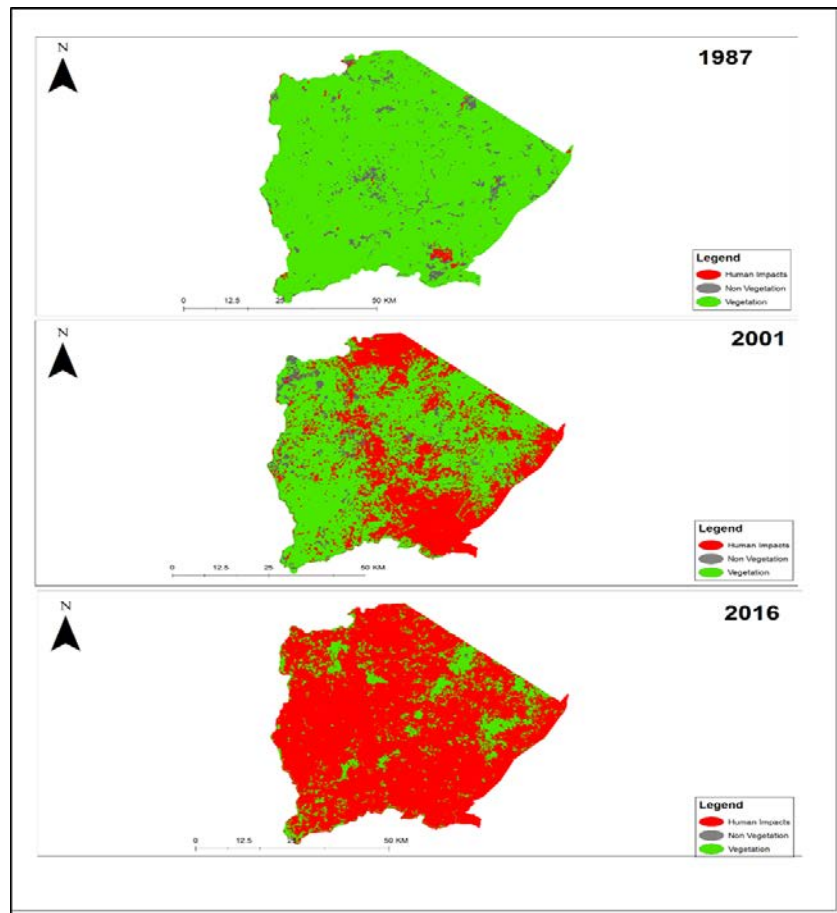 1987
N
Legend
Human Impacts
Non Vegetation
Vegetation
0 12.5 25 50 KM
2001
N
Legend
Human Impacts
Non Vegetation
Vegetation
0 12.5 25 50 KM
2016
N
Legend
Human Impacts
Non Vegetation
Vegetation
0 12.5 25 50 KM